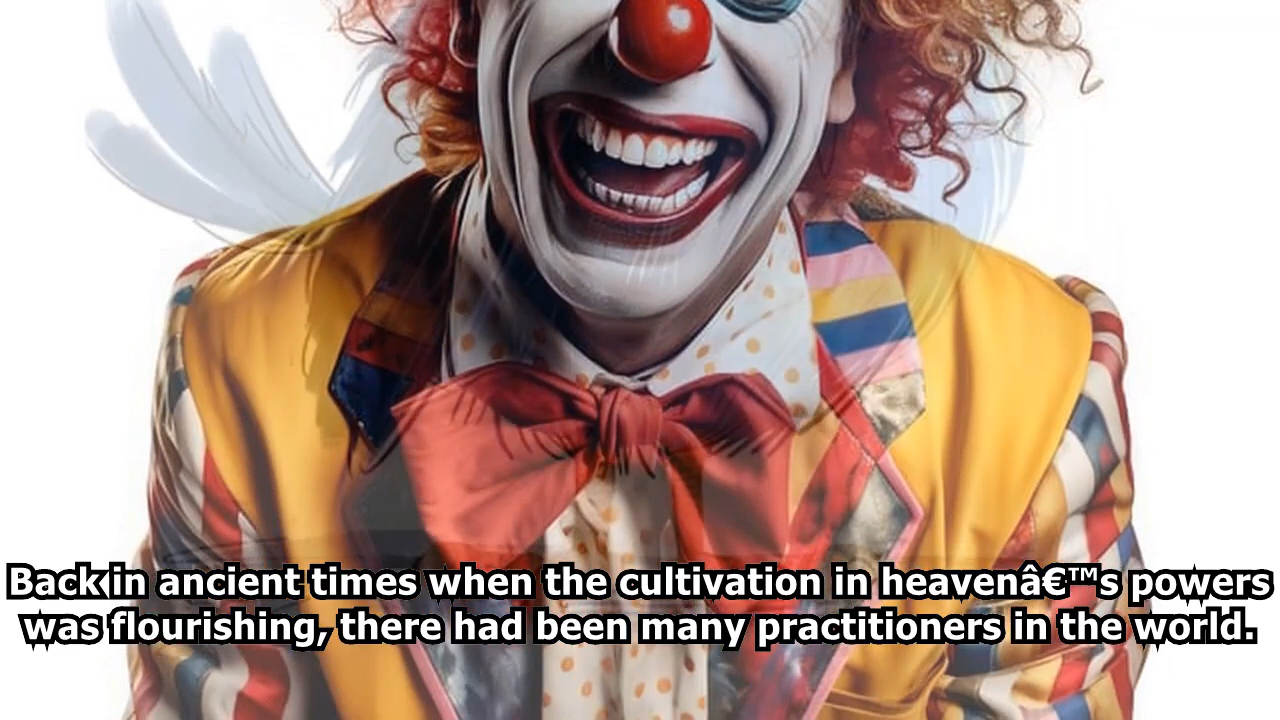 Back in ancient times when the cultivation in heavenâ€™s powers
was flourishing, there had been many practitioners in the world.